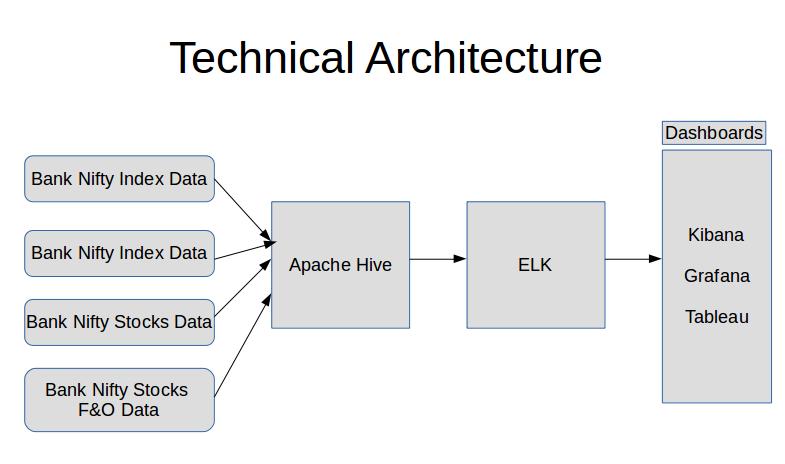 Technical Architecture
Dashboards
Bank Nifty Index Data
Bank Nifty Index Data
Bank Nifty Stocks Data
Bank Nifty Stocks
F&O Data
Apache Hive
ELK
Kibana
Grafana
Tableau